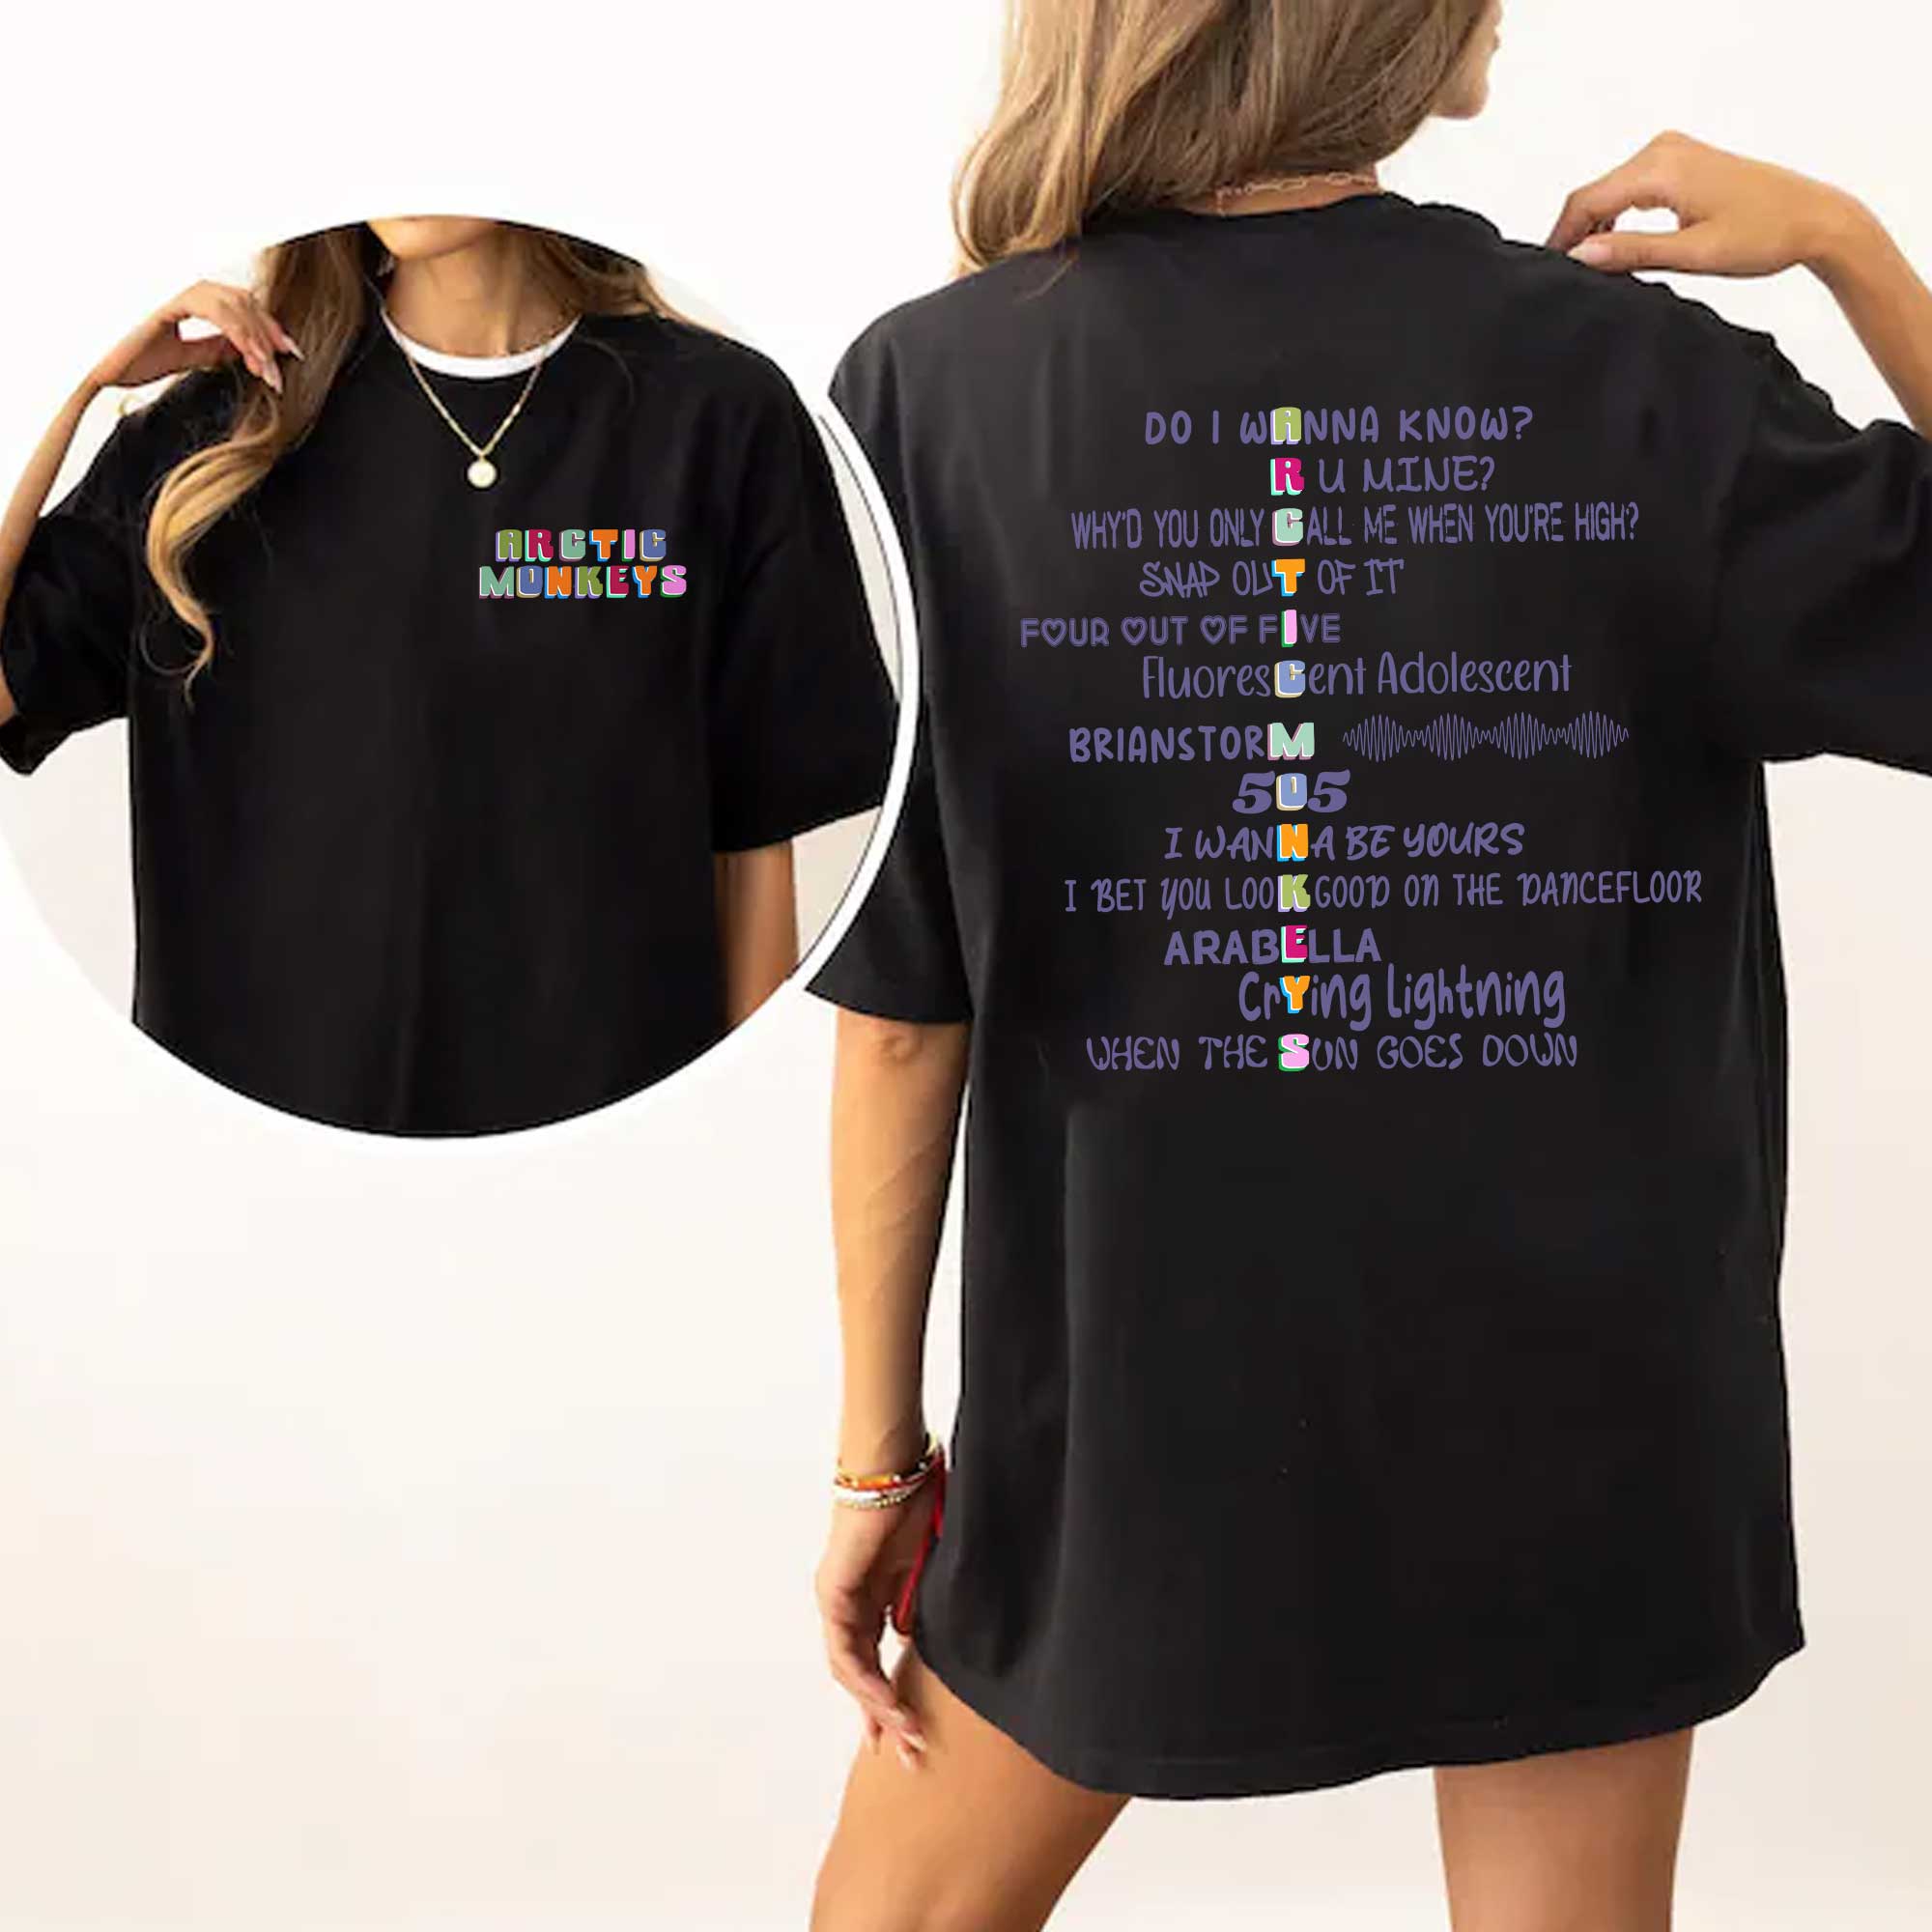 ARCTIC
MONKEYS
DO I WANNA KNOW?
R U MINE?
WHY'D YOU ONLY CALL ME WHEN YOU'RE HIGH?
SNAP OUT OF IT
FOUR OUT OF FIVE
Fluorescent Adolescent
BRIANSTORM
505
I WANNA BE YOURS
I BET YOU LOOK GOOD ON THE DANCEFLOOR
ARABELLA
CrYing lightning
WHEN THE SUN GOES DOWN